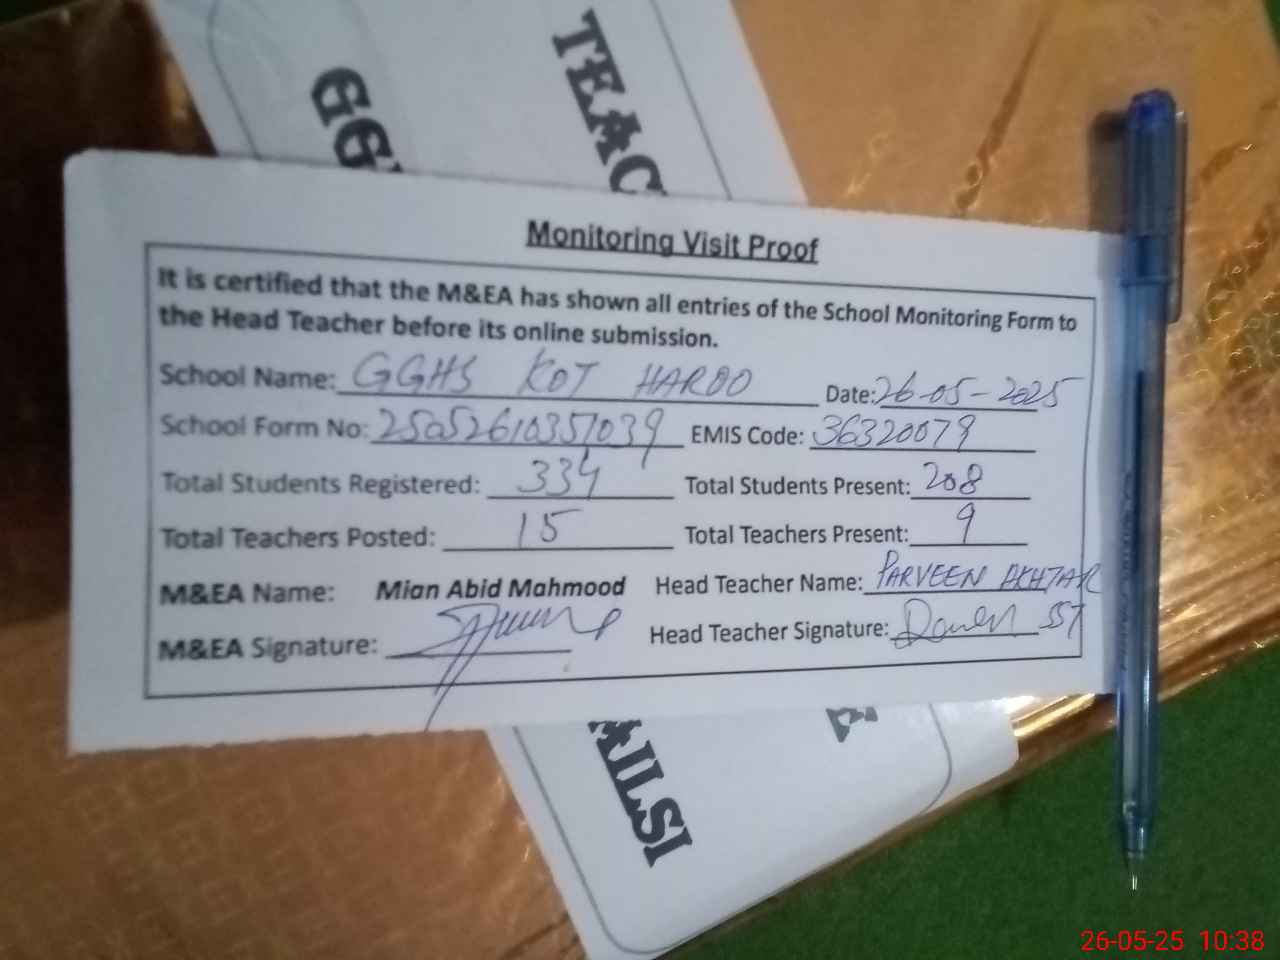 TEAC
GG
Monitoring Visit Proof
It is certified that the M&EA has shown all entries of the School Monitoring Form to
the Head Teacher before its online submission.
School Name: GGHS KOT HAROO Date: 26-05-2025
School Form No: 25052610357039 EMIS Code: 36320079
Total Students Registered: 334 Total Students Present: 208
Total Teachers Posted: 15 Total Teachers Present: 9
M&EA Name: Mian Abid Mahmood Head Teacher Name: PARVEEN AKHTAR
M&EA Signature: Head Teacher Signature: SST
AILSI
26-05-25 10:38